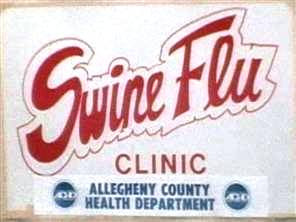 Swine Flu
CLINIC
ALLEGHENY COUNTY
HEALTH DEPARTMENT